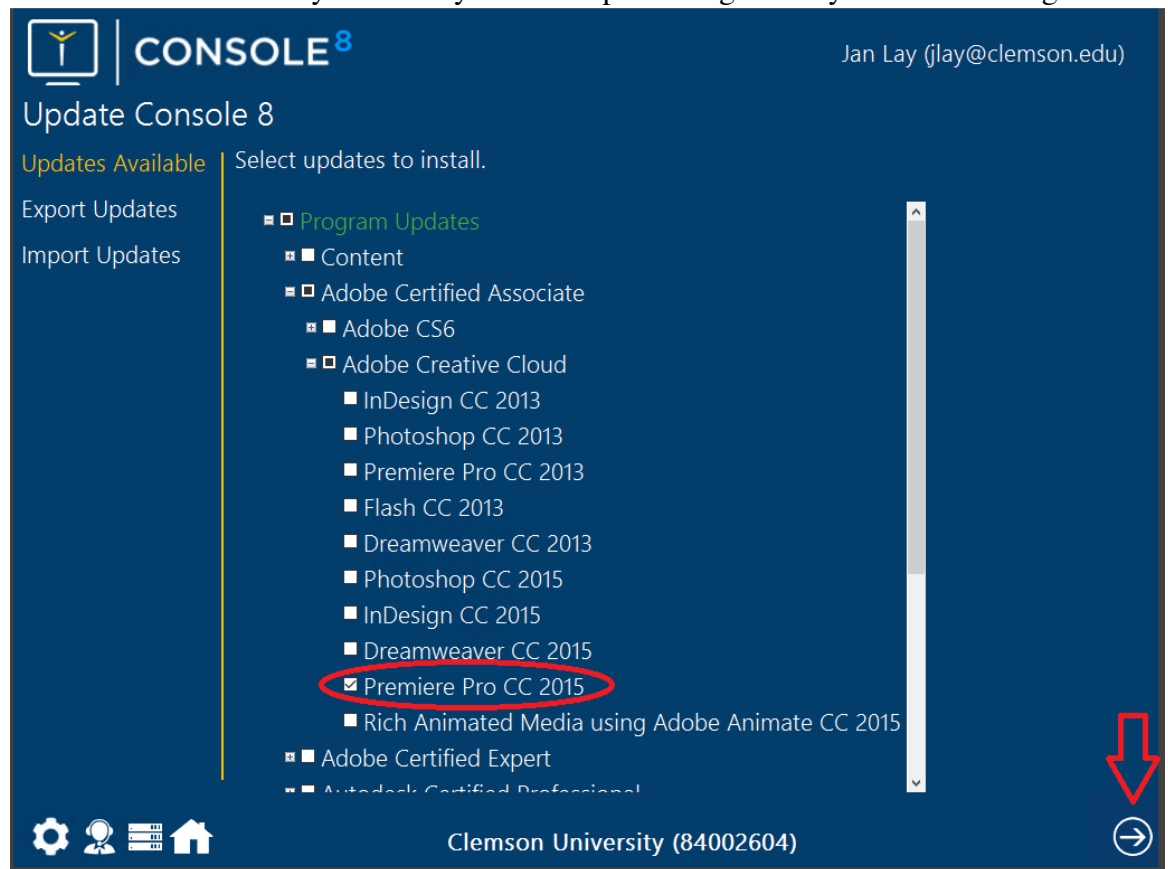 CONSOLE8
Jan Lay (jlay@clemson.edu)
Update Console 8
Updates Available
Export Updates
Import Updates
Select updates to install.
Program Updates
Content
Adobe Certified Associate
Adobe CS6
Adobe Creative Cloud
InDesign CC 2013
Photoshop CC 2013
Premiere Pro CC 2013
Flash CC 2013
Dreamweaver CC 2013
Photoshop CC 2015
InDesign CC 2015
Dreamweaver CC 2015
Premiere Pro CC 2015
Rich Animated Media using Adobe Animate CC 2015
Adobe Certified Expert
Autodesk Certified Professional
Clemson University (84002604)